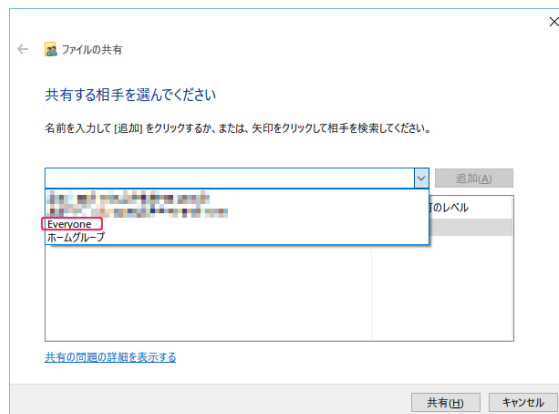 ファイルの共有
共有する相手を選んでください
名前を入力して [追加] をクリックするか、または、矢印をクリックして相手を検索してください。
追加(A)
のレベル
Everyone
ホームグループ
共有の問題の詳細を表示する
共有(H)
キャンセル